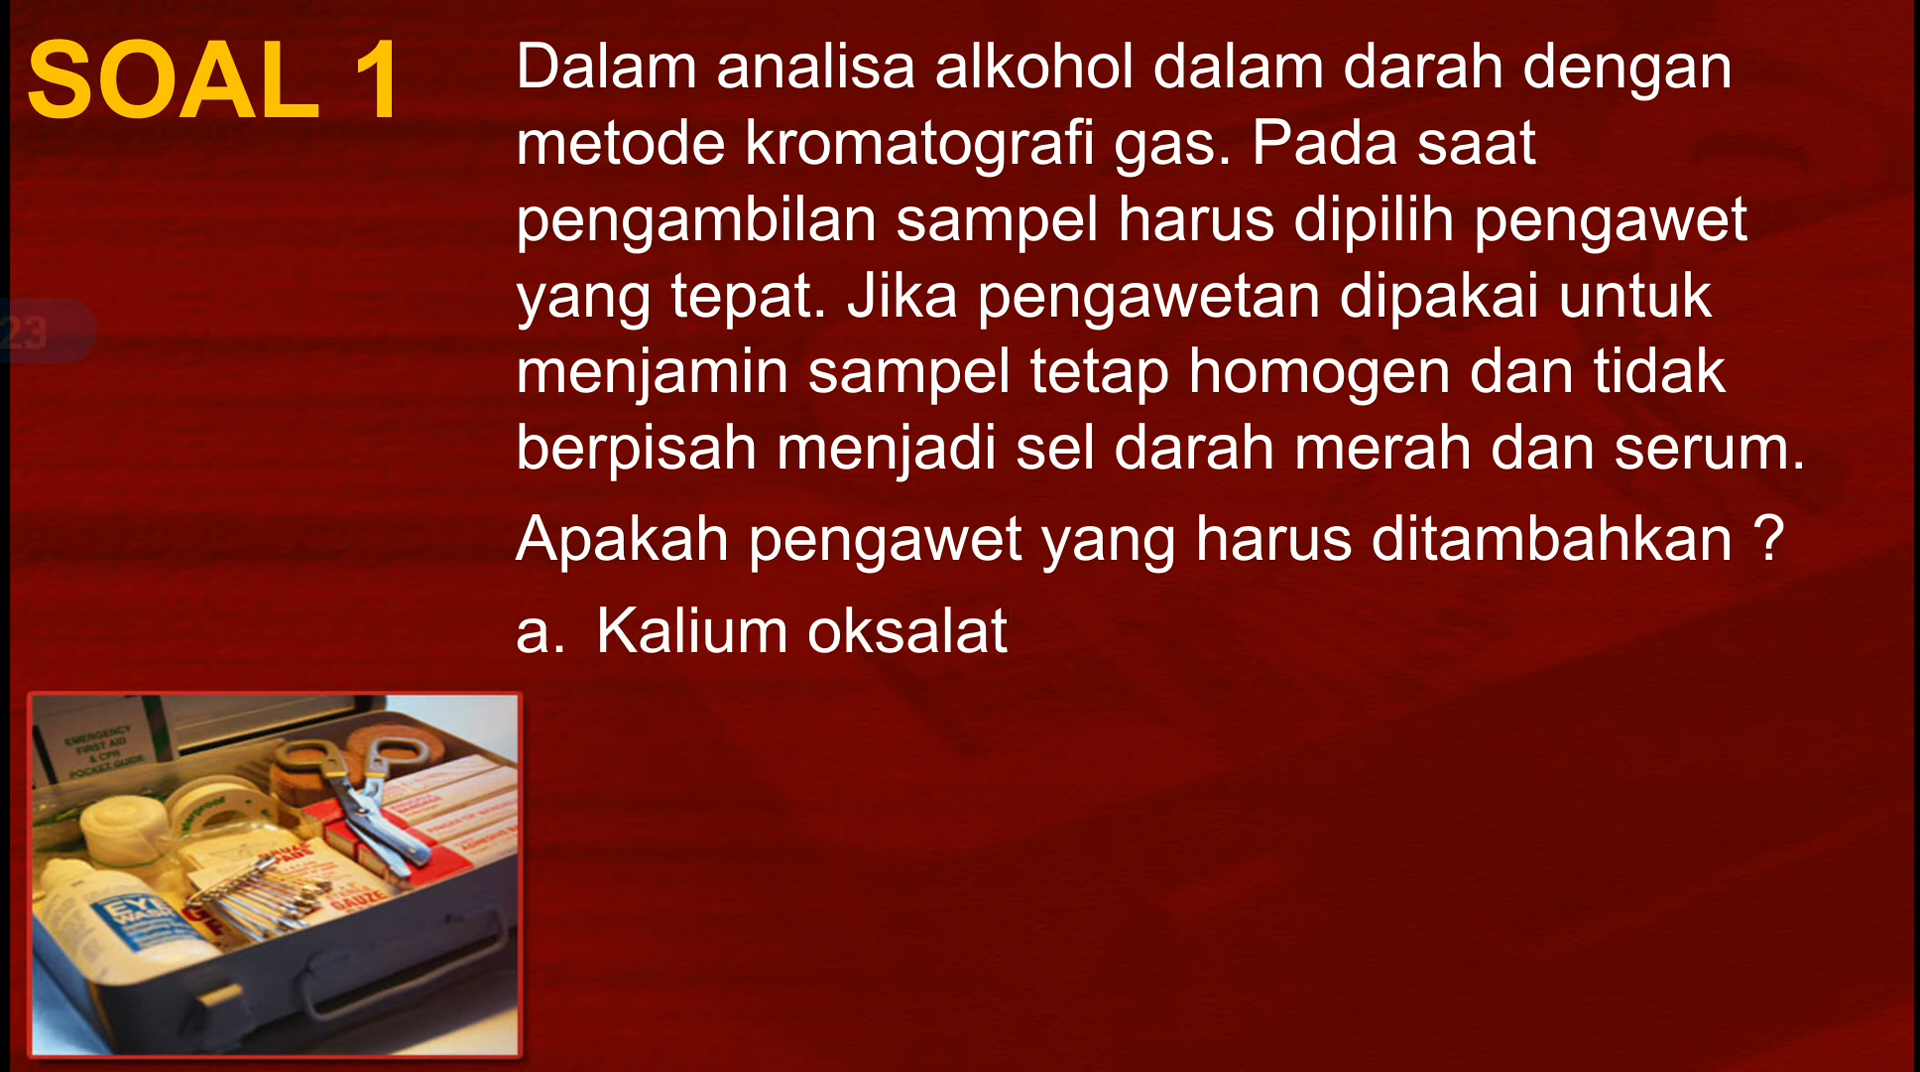 SOAL 1
Dalam analisa alkohol dalam darah dengan
metode kromatografi gas. Pada saat
pengambilan sampel harus dipilih pengawet
yang tepat. Jika pengawetan dipakai untuk
menjamin sampel tetap homogen dan tidak
berpisah menjadi sel darah merah dan serum.
Apakah pengawet yang harus ditambahkan ?
a. Kalium oksalat
23
EMERGENCY
FIRST AID
& CPR
POCKET GUIDE
EYE
WASH
GAUZE